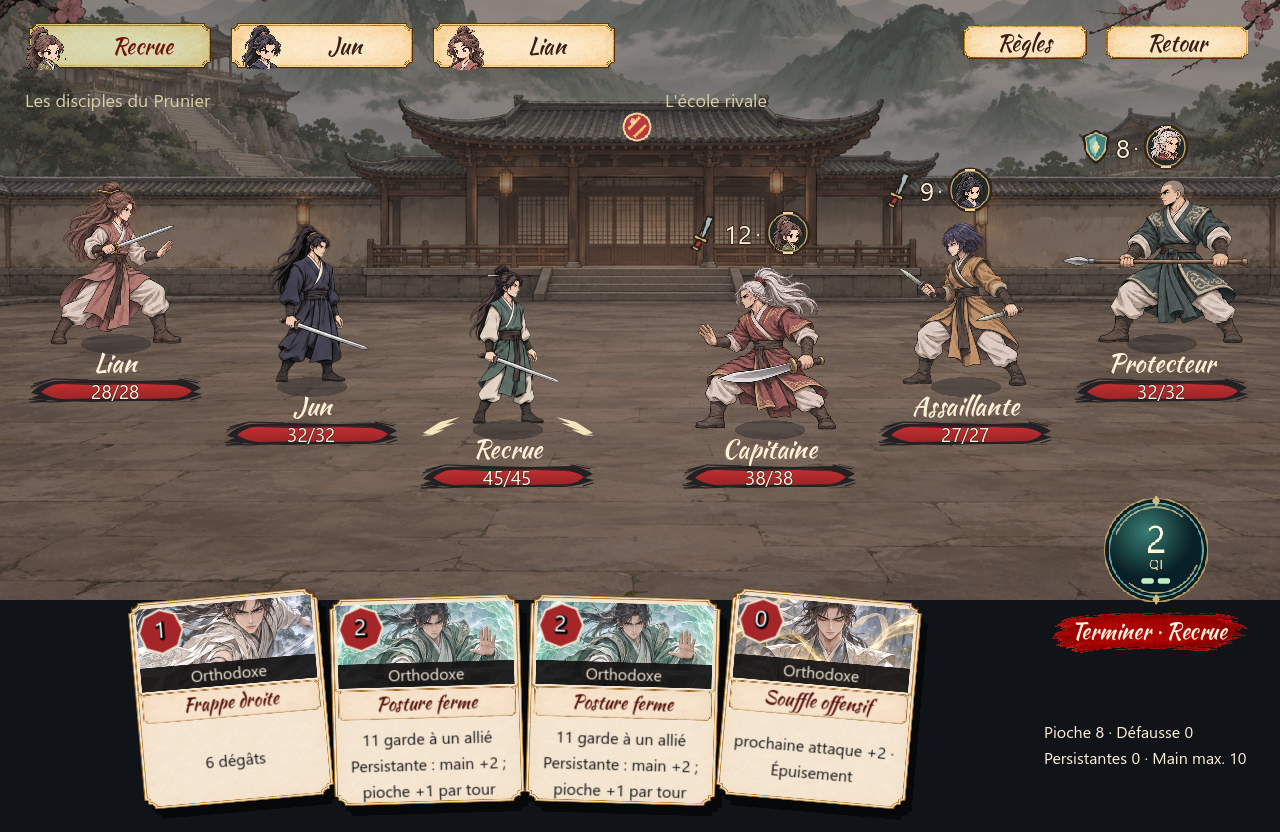 Recrue
Jun
Lian
Règles
Retour
Les disciples du Prunier
L'école rivale
8·
9·
12·
Lian
28/28
Jun
32/32
Recrue
45/45
Capitaine
38/38
Assaillante
27/27
Protecteur
32/32
2
QI
Terminer · Recrue
1
Orthodoxe
Frappe droite
6 dégâts
2
Orthodoxe
Posture ferme
11 garde à un allié
Persistante : main +2 ;
pioche +1 par tour
2
Orthodoxe
Posture ferme
11 garde à un allié
Persistante : main +2 ;
pioche +1 par tour
0
Orthodoxe
Souffle offensif
prochaine attaque +2 ·
Épuisement
Pioche 8 · Défausse 0
Persistantes 0 · Main max. 10